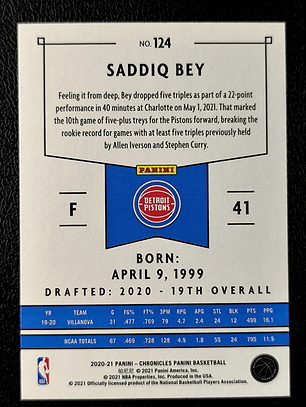 NO. 124
SADDIQ BEY
Feeling it from deep, Bey dropped five triples as part of a 22-point
performance in 40 minutes at Charlotte on May 1, 2021. That marked
the 10th game of five-plus treys for the Pistons forward, breaking the
rookie record for games with at least five triples previously held
by Allen Iverson and Stephen Curry.
PANINI
F
DETROIT
PISTONS
41
BORN:
APRIL 9, 1999
DRAFTED: 2020 - 19TH OVERALL
YR TEAM G FG% FT% 3PM RPG APG STL BLK PTS PPG
19-20 VILLANOVA 31 .477 .769 79 4.7 2.4 24 12 499 16.1
NCAA TOTALS 67 .469 .728 128 4.9 1.8 55 24 795 11.9
2020-21 PANINI – CHRONICLES PANINI BASKETBALL
© 2021 Panini America, Inc.
© 2021 NBA Properties, Inc. Produced in the USA.
© 2021 Officially licensed product of the National Basketball Players Association.